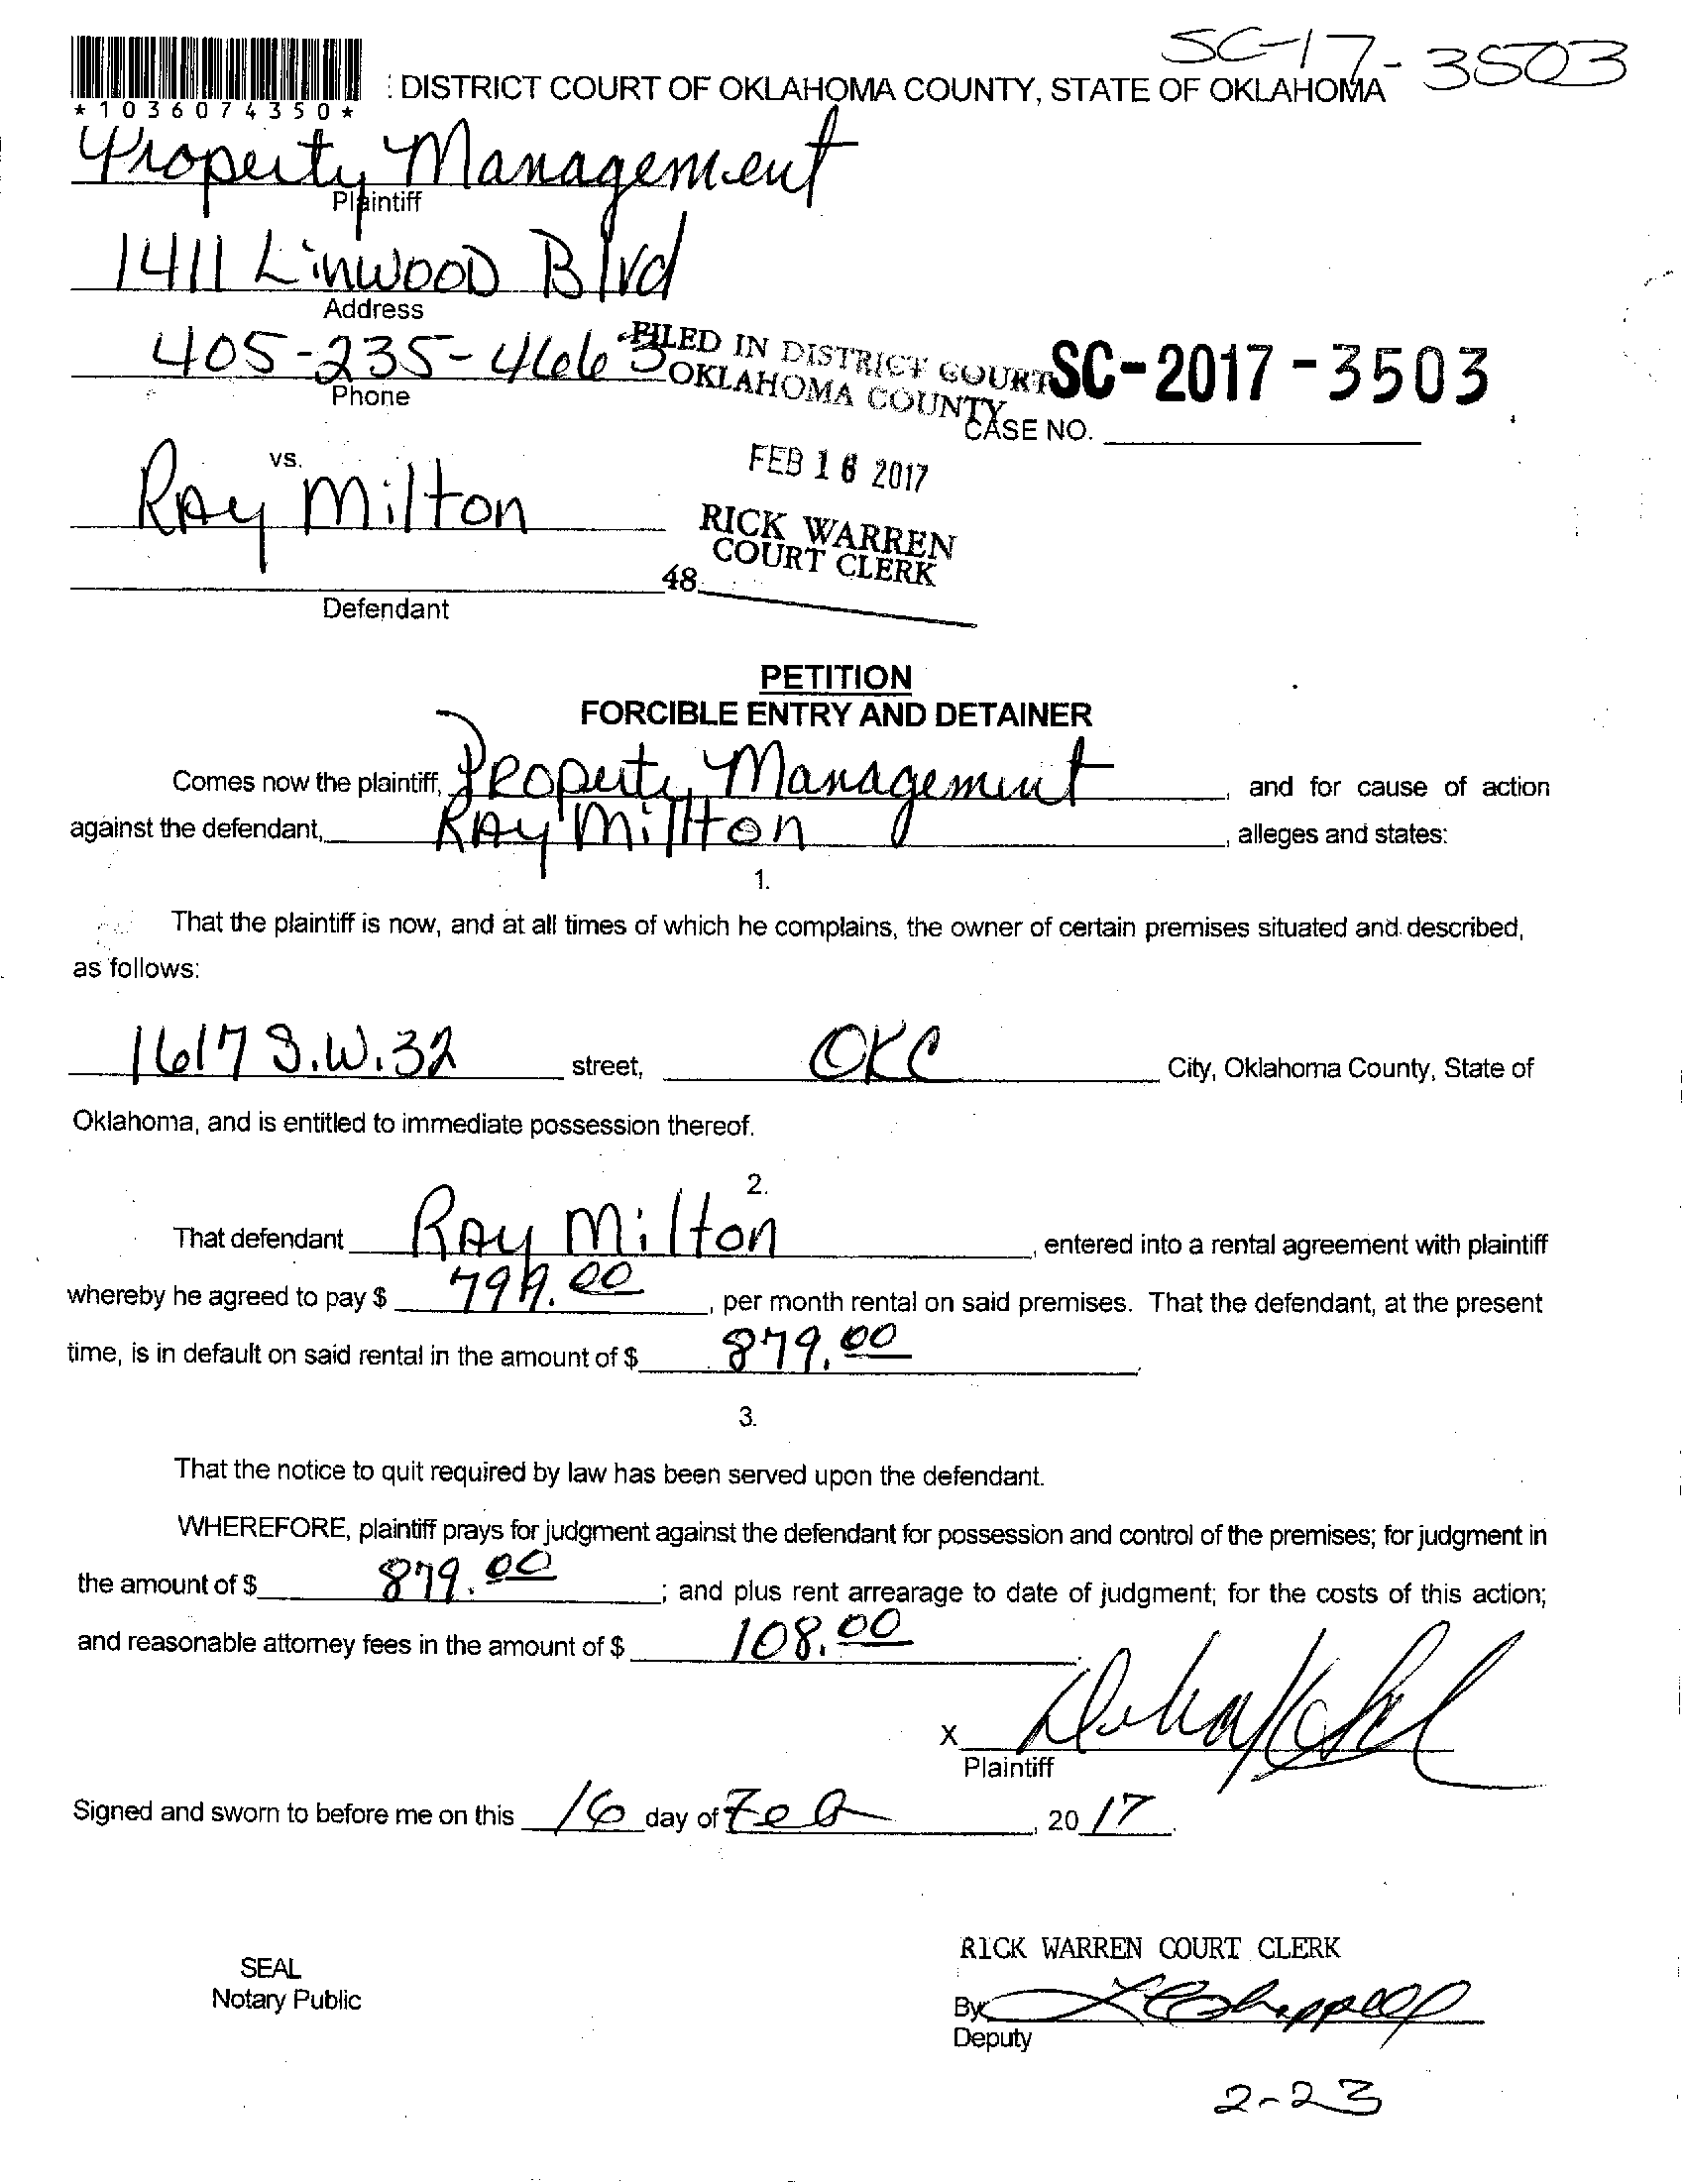 SC-17-3503
*1036074350*
: DISTRICT COURT OF OKLAHOMA COUNTY, STATE OF OKLAHOMA
Property Management
Plaintiff
1411 Linwood Blvd
Address
405-235-4663
Phone
FILED IN DISTRICT COURT
OKLAHOMA COUNTY
SC-2017-3503
CASE NO.
FEB 16 2017
vs.
Ray Milton
RICK WARREN
COURT CLERK
48
Defendant
PETITION
FORCIBLE ENTRY AND DETAINER
Comes now the plaintiff, Property Management, and for cause of action
against the defendant, Ray Millton, alleges and states:
1.
That the plaintiff is now, and at all times of which he complains, the owner of certain premises situated and described,
as follows:
1617 S.W. 32 street, OKC City, Oklahoma County, State of
Oklahoma, and is entitled to immediate possession thereof.
2.
That defendant Ray Milton, entered into a rental agreement with plaintiff
whereby he agreed to pay $ 799.00, per month rental on said premises. That the defendant, at the present
time, is in default on said rental in the amount of $ 879.00.
3.
That the notice to quit required by law has been served upon the defendant.
WHEREFORE, plaintiff prays for judgment against the defendant for possession and control of the premises; for judgment in
the amount of $ 879.00; and plus rent arrearage to date of judgment; for the costs of this action;
and reasonable attorney fees in the amount of $ 108.00.
X
Plaintiff
Signed and sworn to before me on this 16 day of Feb, 20 17.
RICK WARREN COURT CLERK
SEAL
Notary Public
By
Deputy
2-23